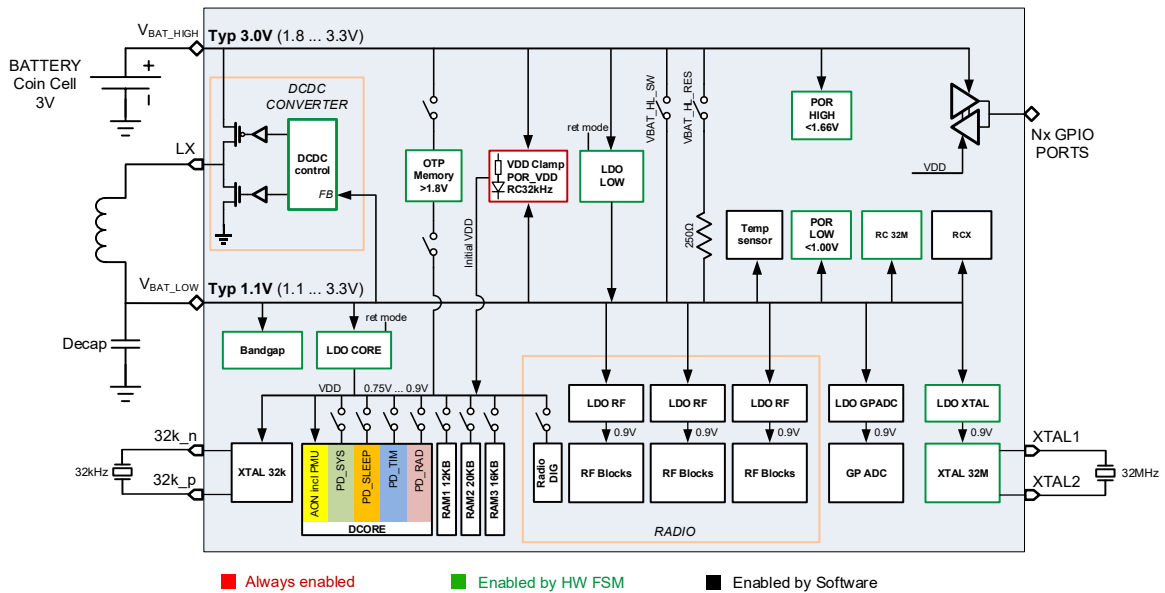 VBAT_HIGH
Typ 3.0V (1.8 ... 3.3V)
BATTERY
Coin Cell
3V
DCDC
CONVERTER
LX
DCDC
control
FB
OTP
Memory
>1.8V
Initial VDD
VDD Clamp
POR_VDD
RC32kHz
ret mode
LDO
LOW
VBAT_HL_SW
VBAT_HL_RES
250Ω
POR
HIGH
<1.66V
VDD
Nx GPIO
PORTS
Temp
sensor
POR
LOW
<1.00V
RC 32M
RCX
VBAT_LOW
Typ 1.1V (1.1 ... 3.3V)
Decap
Bandgap
ret mode
LDO CORE
VDD
0.75V ... 0.9V
LDO RF
LDO RF
LDO RF
LDO GPADC
LDO XTAL
0.9V
0.9V
0.9V
0.9V
0.9V
32k_n
32kHz
32k_p
XTAL 32k
AON incl PMU
PD_SYS
PD_SLEEP
PD_TIM
PD_RAD
DCORE
RAM1 12KB
RAM2 20KB
RAM3 16KB
Radio
DIG
RF Blocks
RF Blocks
RF Blocks
GP ADC
XTAL 32M
XTAL1
XTAL2
32MHz
RADIO
Always enabled
Enabled by HW FSM
Enabled by Software